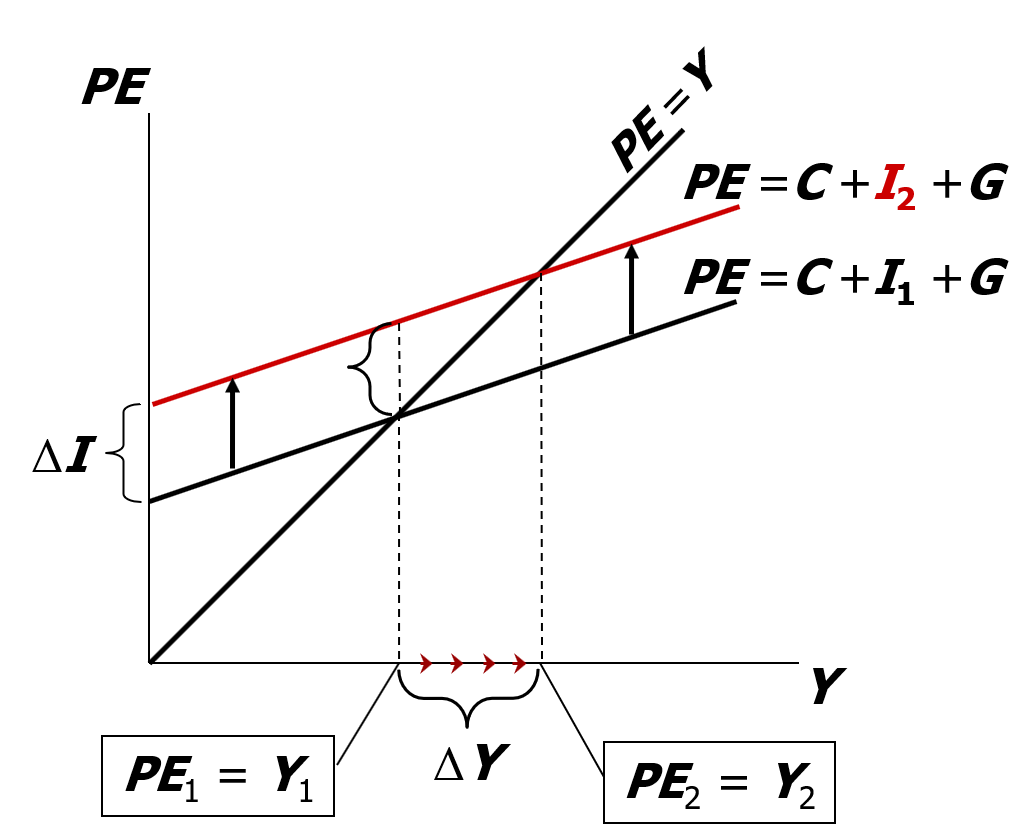 PE
PE = Y
PE = C + I₂ + G
PE = C + I₁ + G
ΔI
Y
ΔY
PE₁ = Y₁
PE₂ = Y₂